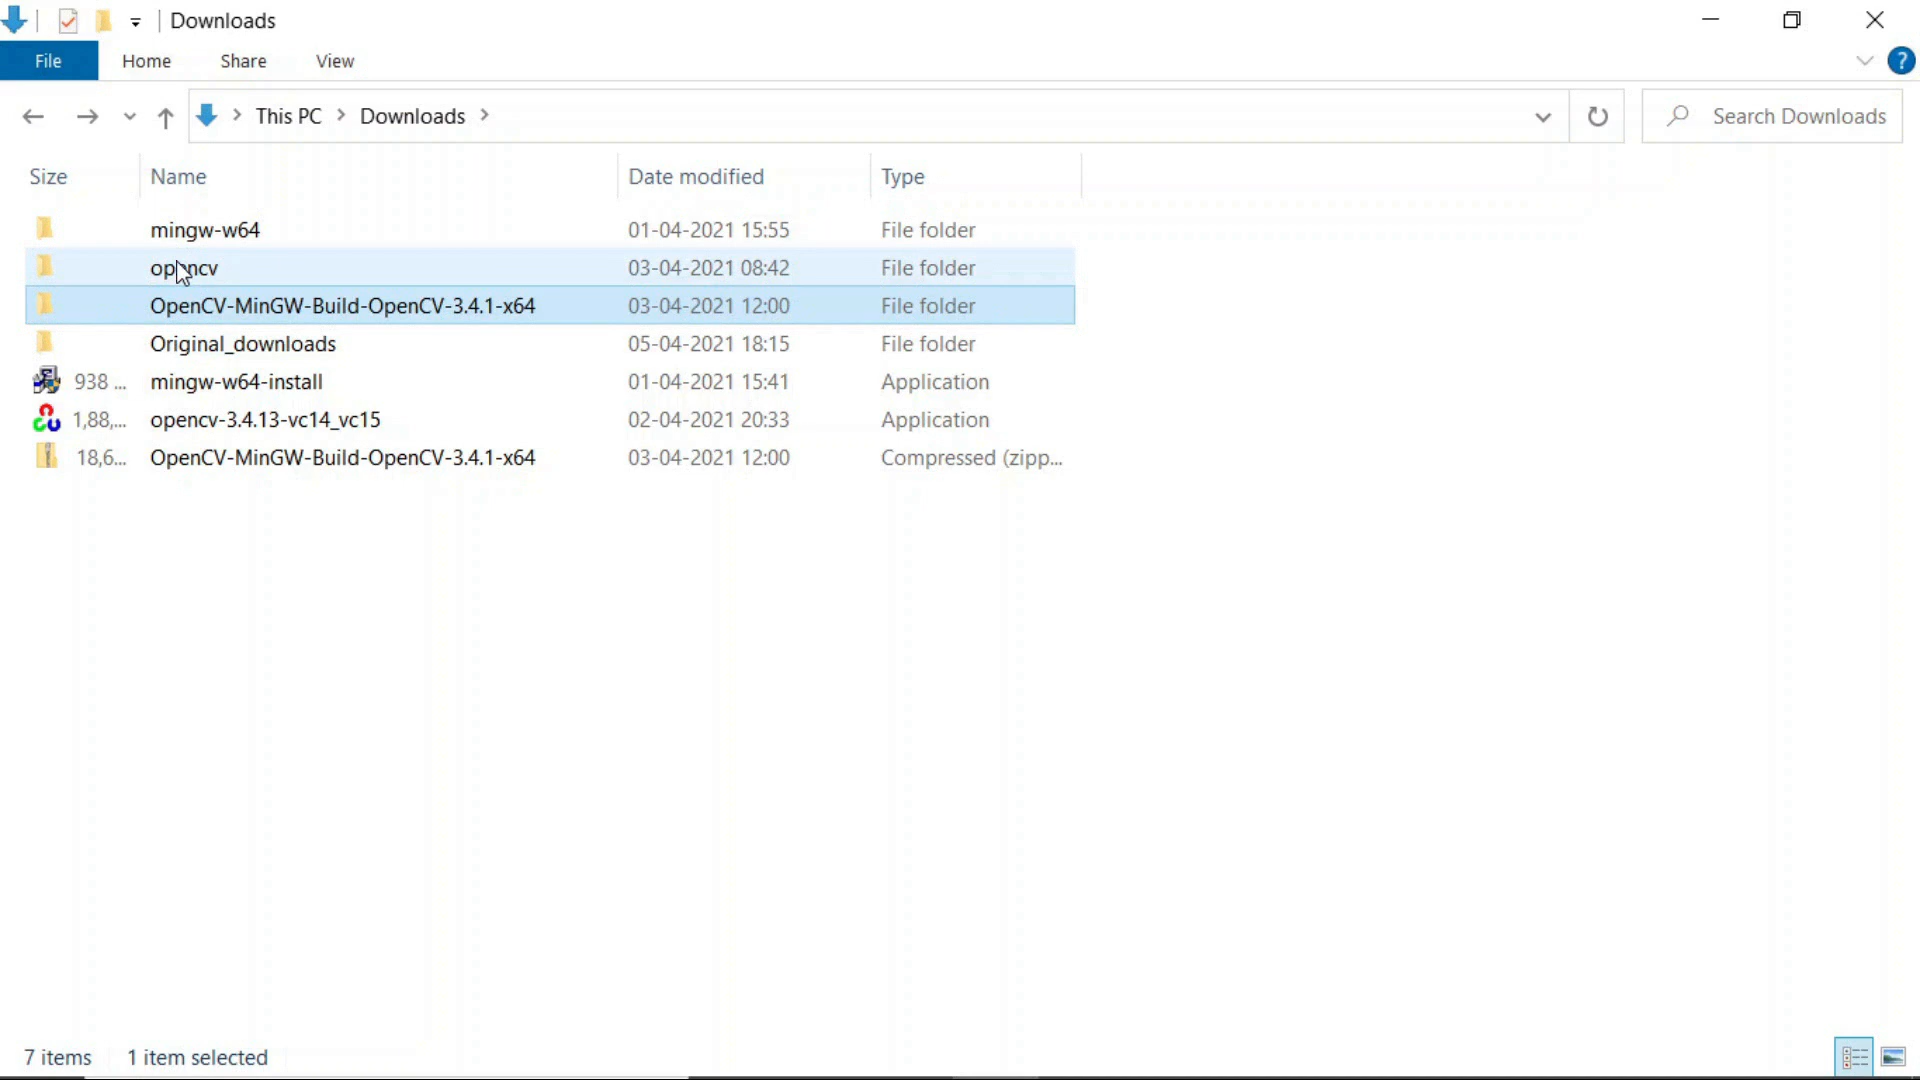 Downloads
File Home Share View ?
This PC > Downloads > Search Downloads
Size Name Date modified Type
mingw-w64 01-04-2021 15:55 File folder
opencv 03-04-2021 08:42 File folder
OpenCV-MinGW-Build-OpenCV-3.4.1-x64 03-04-2021 12:00 File folder
Original_downloads 05-04-2021 18:15 File folder
938 ... mingw-w64-install 01-04-2021 15:41 Application
1,88,... opencv-3.4.13-vc14_vc15 02-04-2021 20:33 Application
18,6... OpenCV-MinGW-Build-OpenCV-3.4.1-x64 03-04-2021 12:00 Compressed (zipp...
7 items 1 item selected